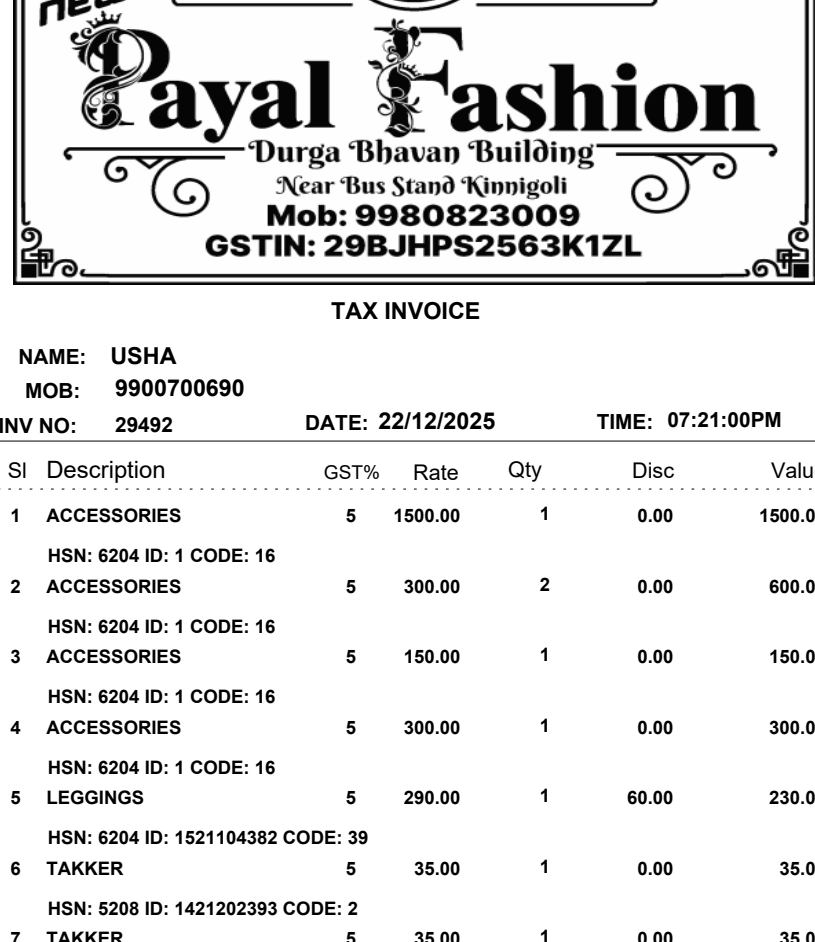 Payal Fashion
Durga Bhavan Building
Near Bus Stand Kinnigoli
Mob: 9980823009
GSTIN: 29BJHPS2563K1ZL
TAX INVOICE
NAME: USHA
MOB: 9900700690
INV NO: 29492 DATE: 22/12/2025 TIME: 07:21:00PM
Sl Description GST% Rate Qty Disc Valu
1 ACCESSORIES 5 1500.00 1 0.00 1500.0
HSN: 6204 ID: 1 CODE: 16
2 ACCESSORIES 5 300.00 2 0.00 600.0
HSN: 6204 ID: 1 CODE: 16
3 ACCESSORIES 5 150.00 1 0.00 150.0
HSN: 6204 ID: 1 CODE: 16
4 ACCESSORIES 5 300.00 1 0.00 300.0
HSN: 6204 ID: 1 CODE: 16
5 LEGGINGS 5 290.00 1 60.00 230.0
HSN: 6204 ID: 1521104382 CODE: 39
6 TAKKER 5 35.00 1 0.00 35.0
HSN: 5208 ID: 1421202393 CODE: 2
7 TAKKER 5 35.00 1 0.00 35.0